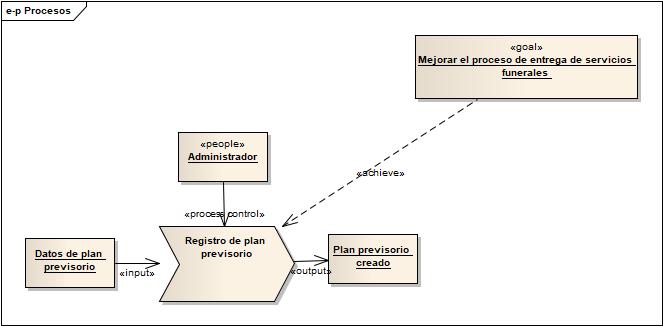 e-p Procesos
«goal»
Mejorar el proceso de entrega de servicios
funerales
«people»
Administrador
«achieve»
«process control»
Registro de plan
previsorio
Datos de plan
previsorio
«input»
«output»
Plan previsorio
creado